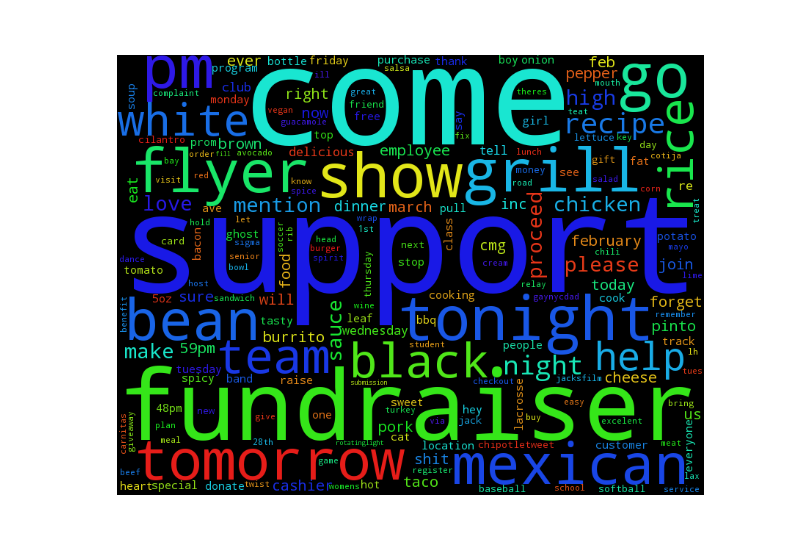 pm
come
go
ever
bottle
friday
purchase
thank
boy
onion
feb
program
ill
salsa
theres
mouth
pepper
soup
complaint
club
right
great
friend
monday
vegan
now
free
guacamole
say
girl
teat
high
white
top
fix
recipe
rice
cilantro
prom
brown
delicious
employee
tell
lettuce
key
day
order
fill
avocado
lunch
bay
flyer
show
grill
money
see
gift
fat
cotija
visit
red
know
road
salad
corn
re
eat
spice
love
mention
dinner
march
pull
inc
chicken
treat
ave
let
wrap
hold
ghost
soccer
1st
class
proceed
february
potato
card
sigma
rib
head
next
cmg
mayo
bacon
burger
stop
chili
join
dance
senior
spirit
support
please
tomato
bowl
food
thursday
cream
lime
host
relay
today
5oz
sure
sandwich
will
cooking
goynycdad
cook
forget
benefit
bean
tasty
sauce
wine
leaf
bbq
tonight
remember
pinto
burrito
wednesday
make
59pm
team
black
student
people
track
night
help
lh
tuesday
checkout
jacksfilm
cheese
tues
spicy
band
raise
submission
fundraiser
sweet
lacrosse
easy
bring
48pm
new
give
one
turkey
hey
via
buy
excelent
us
carnitas
giveaway
plan
pork
jack
meal
28th
rotatinglight
cat
location
chipotletweet
customer
meat
everyone
tomorrow
game
shit
mexican
beef
register
taco
lax
heart
special
donate
twist
cashier
womens
hot
baseball
school
softball
service